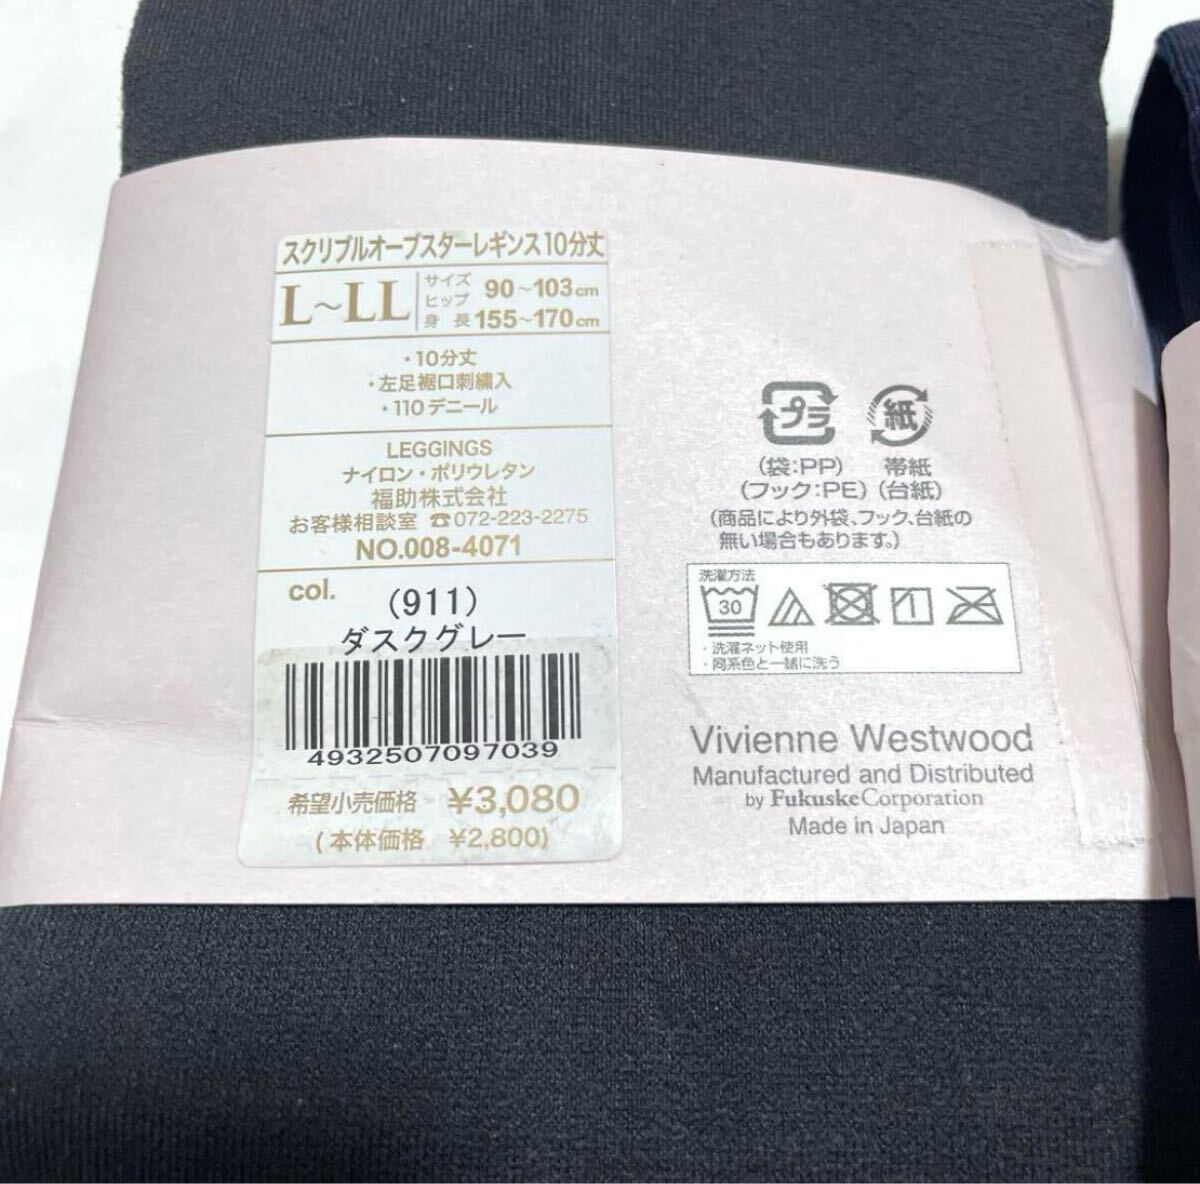 スクリブルオーブスターレギンス10分丈
L～LL
サイズ
ヒップ 90～103cm
身 長 155～170cm
・10分丈
・左足裾口刺繍入
・110デニール
LEGGINGS
ナイロン・ポリウレタン
福助株式会社
お客様相談室 ☎072-223-2275
NO.008-4071
col.
(911)
ダスクグレー
4932507097039
希望小売価格 ¥3,080
(本体価格 ¥2,800)
プラ 紙
(袋:PP) 帯紙
(フック:PE) (台紙)
(商品により外袋、フック、台紙の
無い場合もあります。)
洗濯方法
30
・洗濯ネット使用
・同系色と一緒に洗う
Vivienne Westwood
Manufactured and Distributed
by Fukuske Corporation
Made in Japan